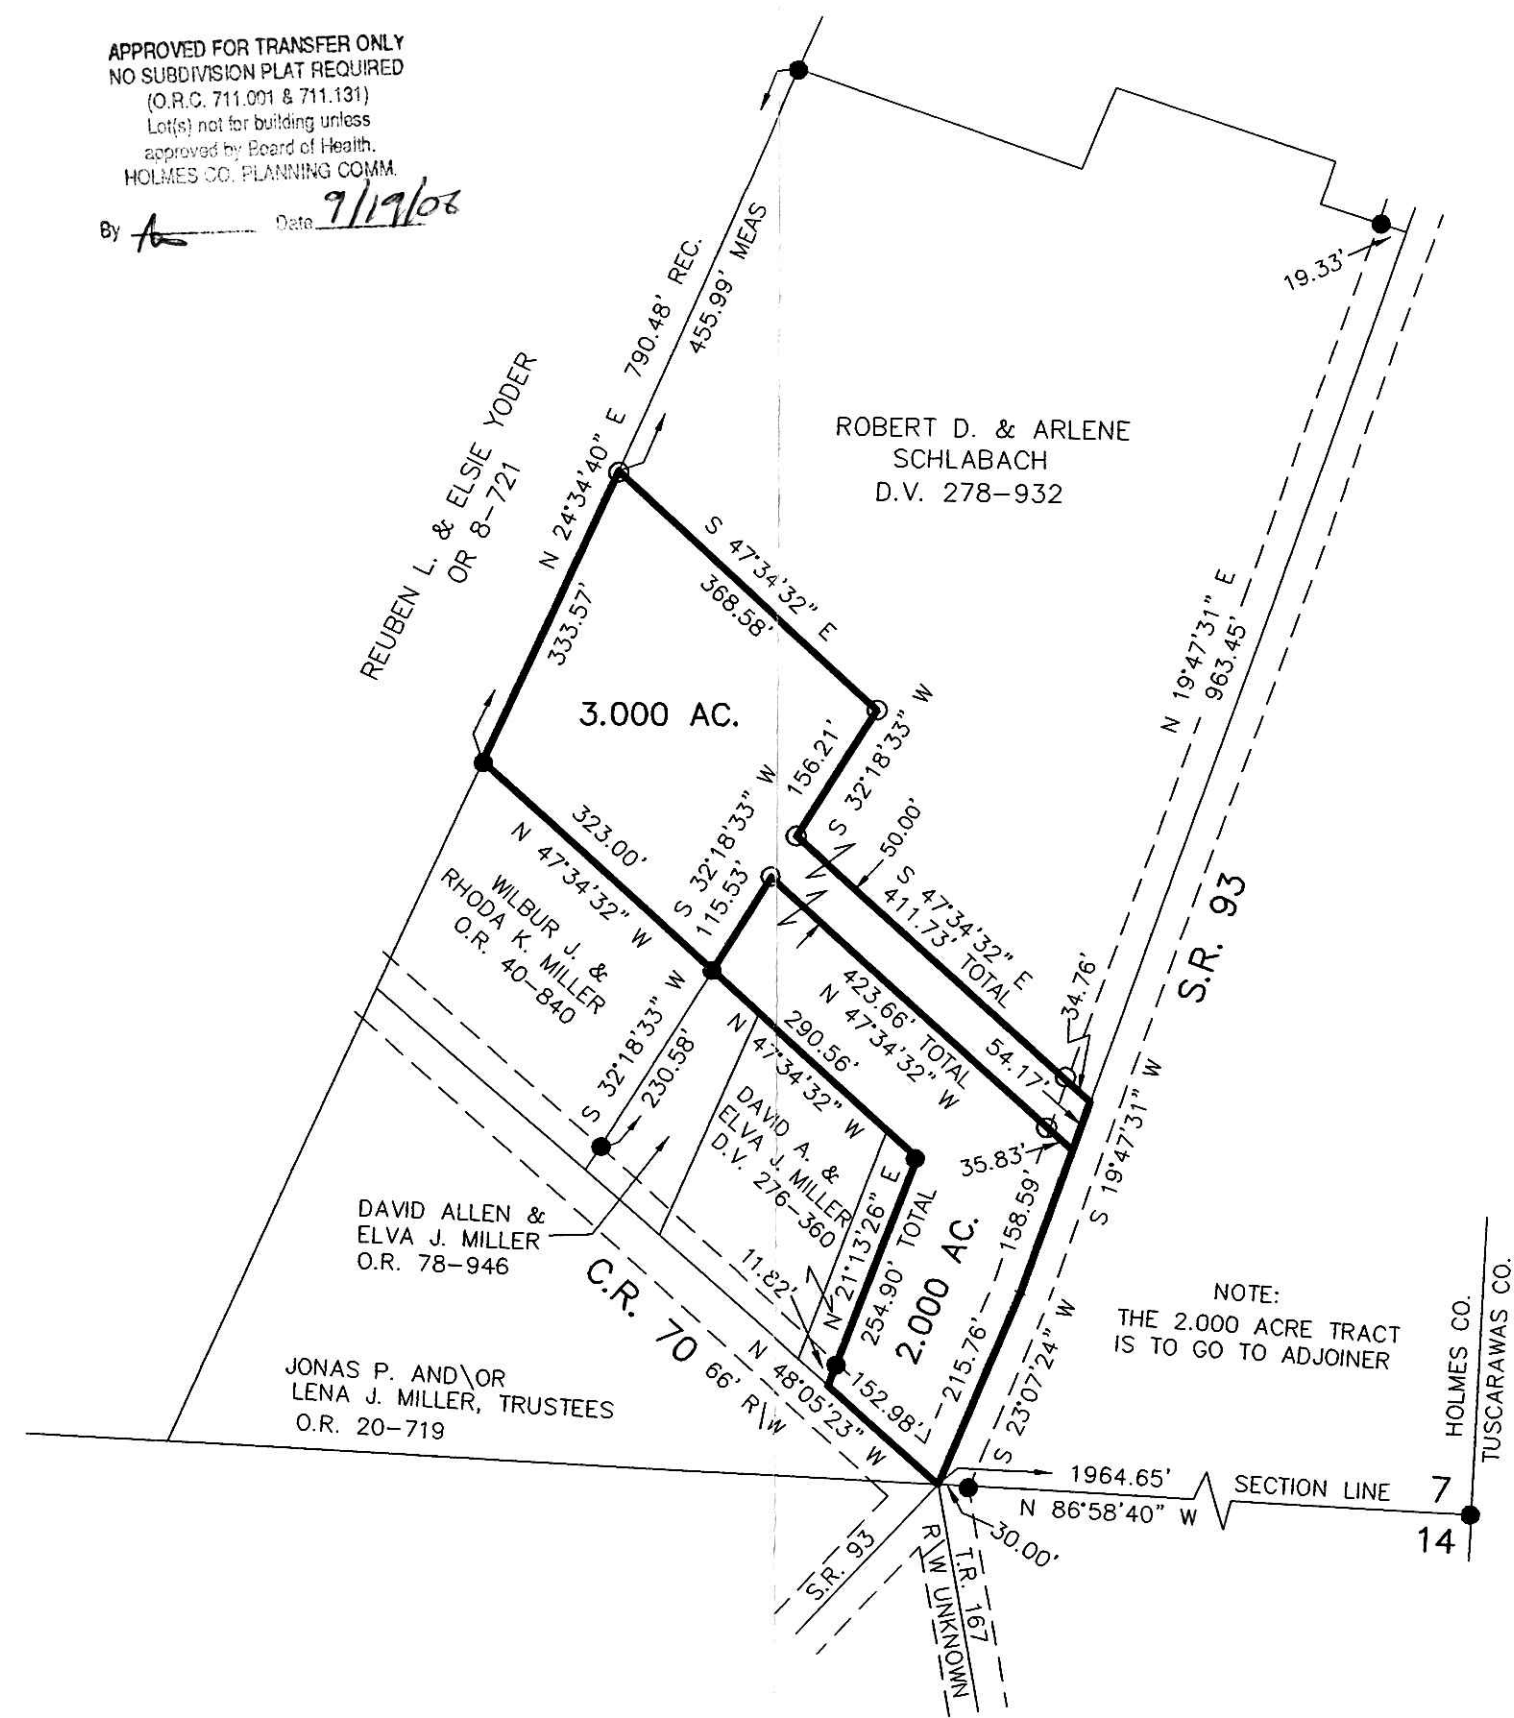 APPROVED FOR TRANSFER ONLY
NO SUBDIVISION PLAT REQUIRED
(O.R.C. 711.001 & 711.131)
Lot(s) not for building unless
approved by Board of Health.
HOLMES CO. PLANNING COMM.
By
Date 9/19/06
19.33'
790.48' REC.
455.99' MEAS
N 24°34'40" E
333.57'
REUBEN L. & ELSIE YODER
OR 8-721
ROBERT D. & ARLENE
SCHLABACH
D.V. 278-932
S 47°34'32" E
368.58'
3.000 AC.
156.21'
S 32°18'33" W
N 19°47'31" E
963.45'
S.R. 93
323.00'
N 47°34'32" W
S 32°18'33" W
115.53'
50.00'
S 47°34'32" E
411.73' TOTAL
WILBUR J. &
RHODA K. MILLER
O.R. 40-840
423.66' TOTAL
N 47°34'32" W
34.76'
54.17'
35.83'
S 32°18'33" W
230.58'
290.56'
N 47°34'32" W
DAVID A. &
ELVA J. MILLER
D.V. 276-360
S 19°47'31" W
158.59'
N 21°13'26" E
254.90' TOTAL
2.000 AC.
215.76'
S 23°07'24" W
DAVID ALLEN &
ELVA J. MILLER
O.R. 78-946
11.82'
C.R. 70
66' R\W
N 48°05'23" W
152.98'
NOTE:
THE 2.000 ACRE TRACT
IS TO GO TO ADJOINER
HOLMES CO.
TUSCARAWAS CO.
JONAS P. AND\OR
LENA J. MILLER, TRUSTEES
O.R. 20-719
1964.65'
N 86°58'40" W
SECTION LINE
7
14
30.00'
S.R. 93
T.R. 167
R\W UNKNOWN